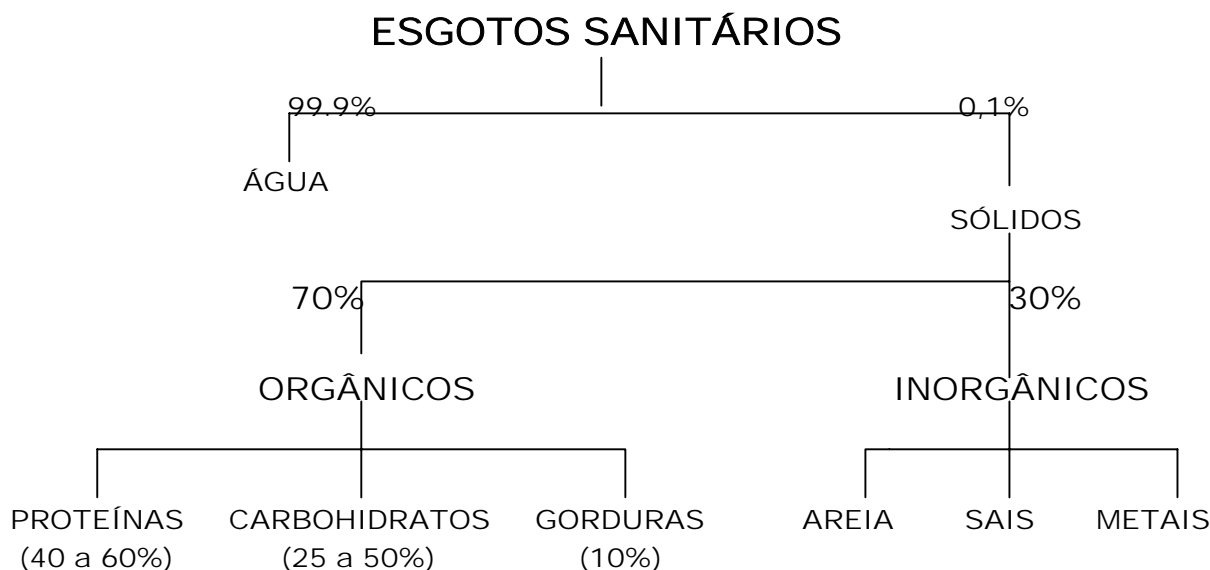 ESGOTOS SANITÁRIOS
99.9% 0,1%
ÁGUA
SÓLIDOS
70% 30%
ORGÂNICOS INORGÂNICOS
PROTEÍNAS CARBOHIDRATOS GORDURAS AREIA SAIS METAIS
(40 a 60%) (25 a 50%) (10%)